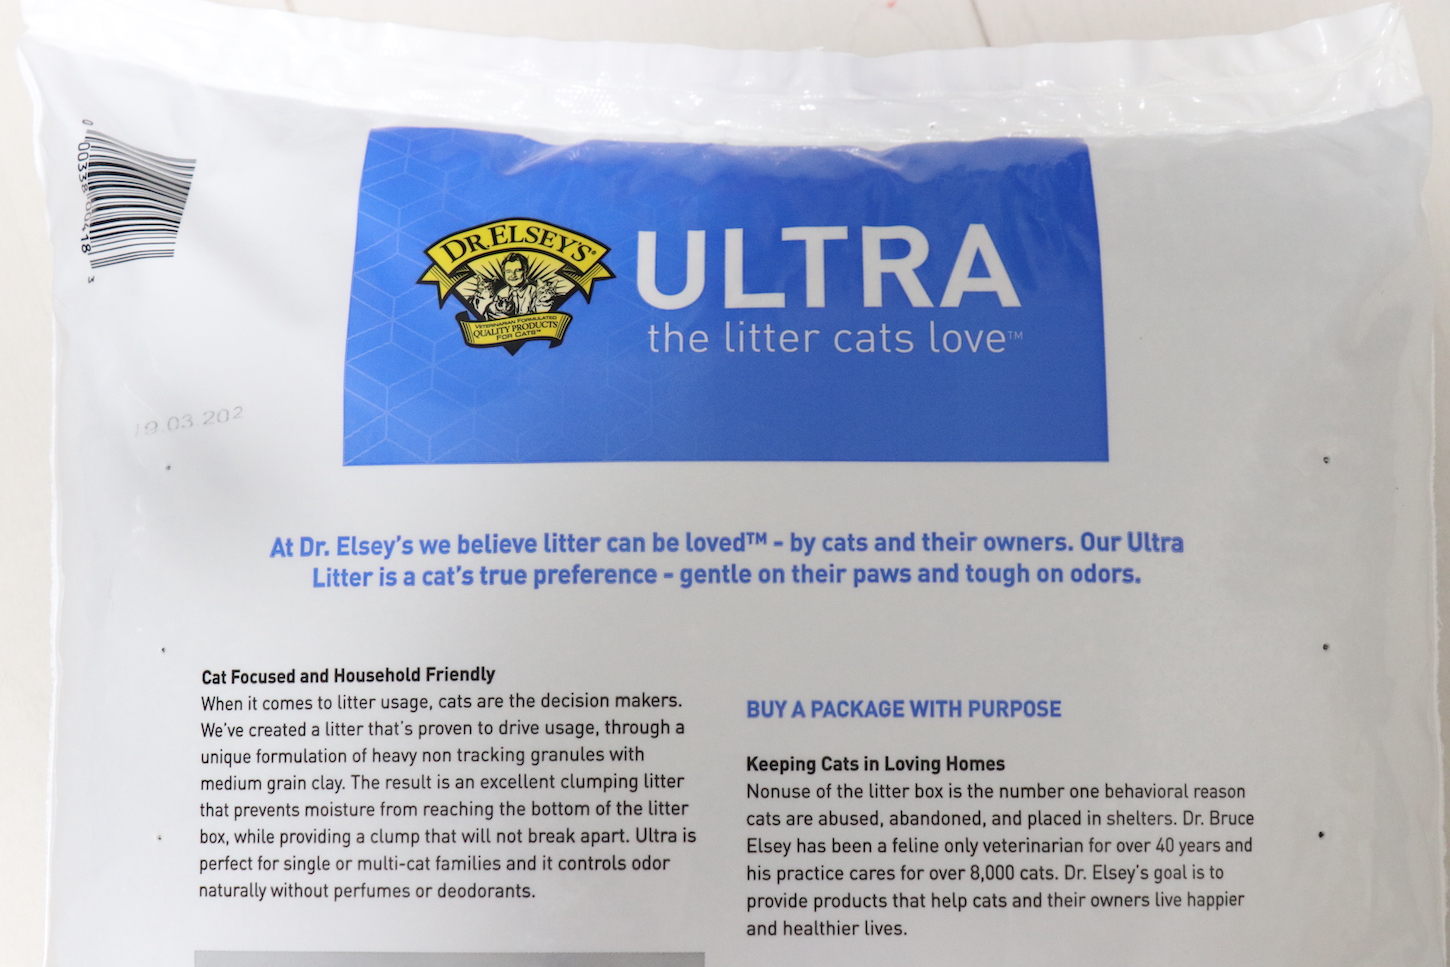 DR. ELSEY'S®
VETERINARIAN FORMULATED
QUALITY PRODUCTS
FOR CATS™
ULTRA
the litter cats love™
19.03.202
At Dr. Elsey's we believe litter can be loved™ - by cats and their owners. Our Ultra
Litter is a cat's true preference - gentle on their paws and tough on odors.
Cat Focused and Household Friendly
When it comes to litter usage, cats are the decision makers.
We've created a litter that's proven to drive usage, through a
unique formulation of heavy non tracking granules with
medium grain clay. The result is an excellent clumping litter
that prevents moisture from reaching the bottom of the litter
box, while providing a clump that will not break apart. Ultra is
perfect for single or multi-cat families and it controls odor
naturally without perfumes or deodorants.
BUY A PACKAGE WITH PURPOSE
Keeping Cats in Loving Homes
Nonuse of the litter box is the number one behavioral reason
cats are abused, abandoned, and placed in shelters. Dr. Bruce
Elsey has been a feline only veterinarian for over 40 years and
his practice cares for over 8,000 cats. Dr. Elsey's goal is to
provide products that help cats and their owners live happier
and healthier lives.